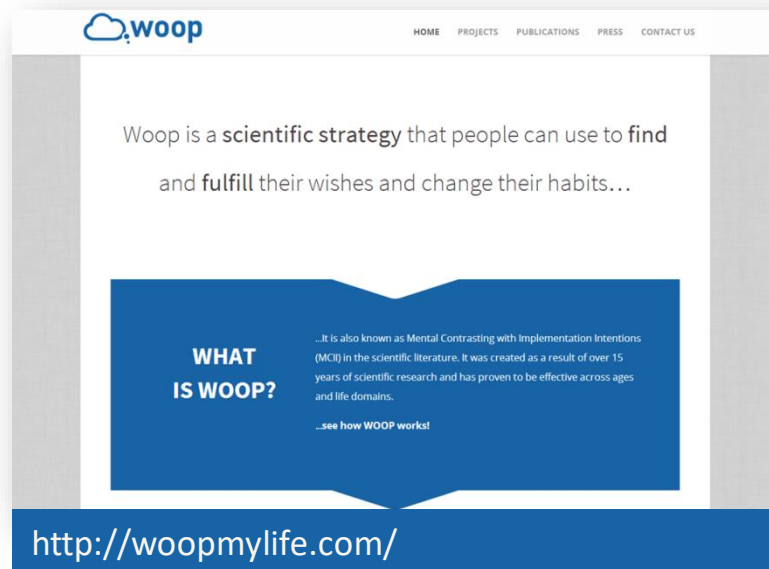 woop
HOME PROJECTS PUBLICATIONS PRESS CONTACT US
Woop is a scientific strategy that people can use to find
and fulfill their wishes and change their habits...
WHAT
IS WOOP?
...It is also known as Mental Contrasting with Implementation Intentions
(MCII) in the scientific literature. It was created as a result of over 15
years of scientific research and has proven to be effective across ages
and life domains.
...see how WOOP works!
http://woopmylife.com/